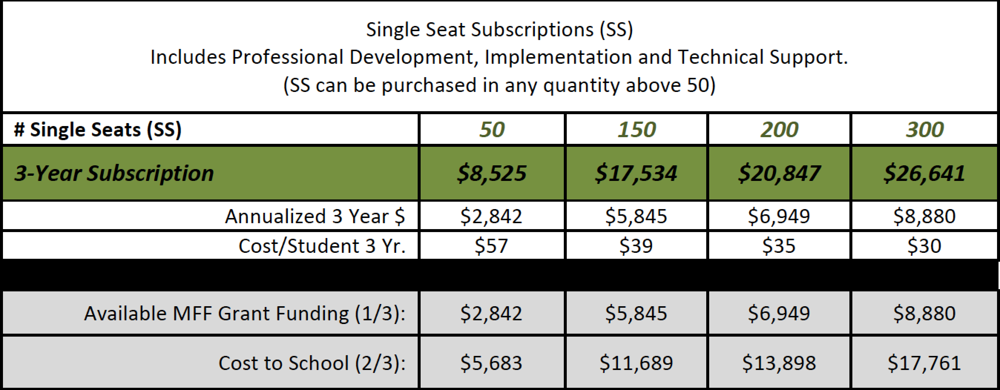 Single Seat Subscriptions (SS)
Includes Professional Development, Implementation and Technical Support.
(SS can be purchased in any quantity above 50)
# Single Seats (SS) 50 150 200 300
3-Year Subscription $8,525 $17,534 $20,847 $26,641
Annualized 3 Year $ $2,842 $5,845 $6,949 $8,880
Cost/Student 3 Yr. $57 $39 $35 $30
Available MFF Grant Funding (1/3): $2,842 $5,845 $6,949 $8,880
Cost to School (2/3): $5,683 $11,689 $13,898 $17,761